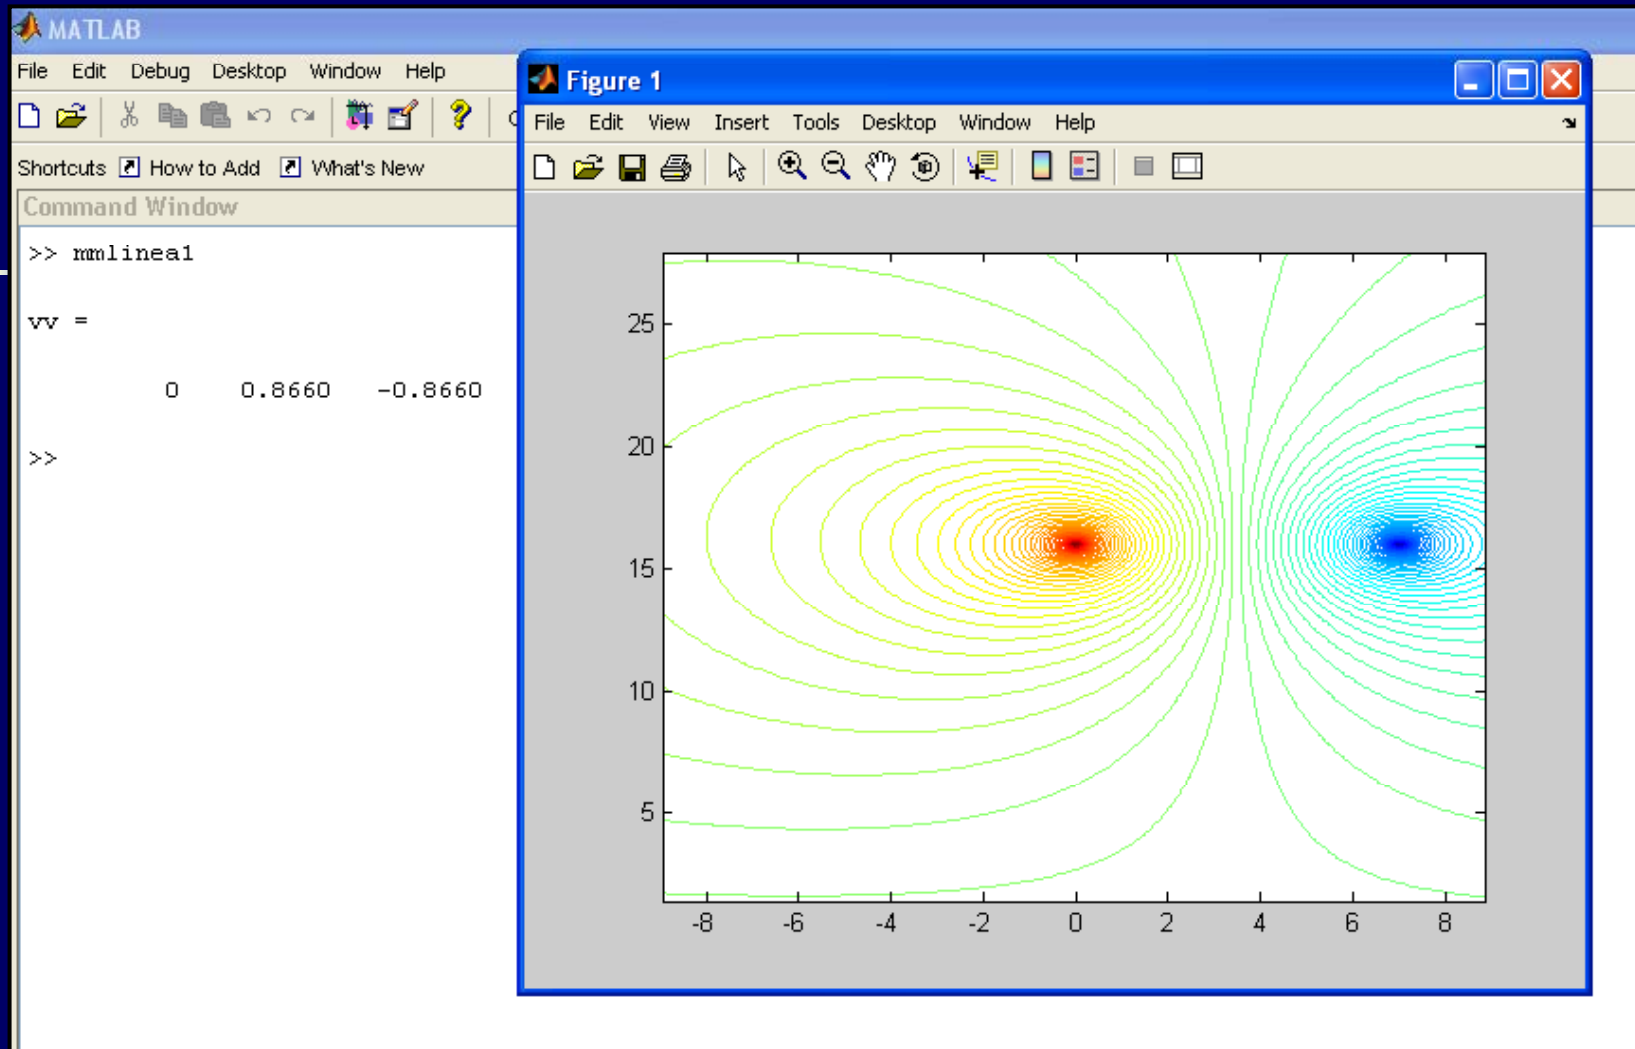 MATLAB
File Edit Debug Desktop Window Help
Shortcuts How to Add What's New
Command Window
>> mmlinea1
vv =
0 0.8660 -0.8660
>>
Figure 1
File Edit View Insert Tools Desktop Window Help
25
20
15
10
5
-8 -6 -4 -2 0 2 4 6 8